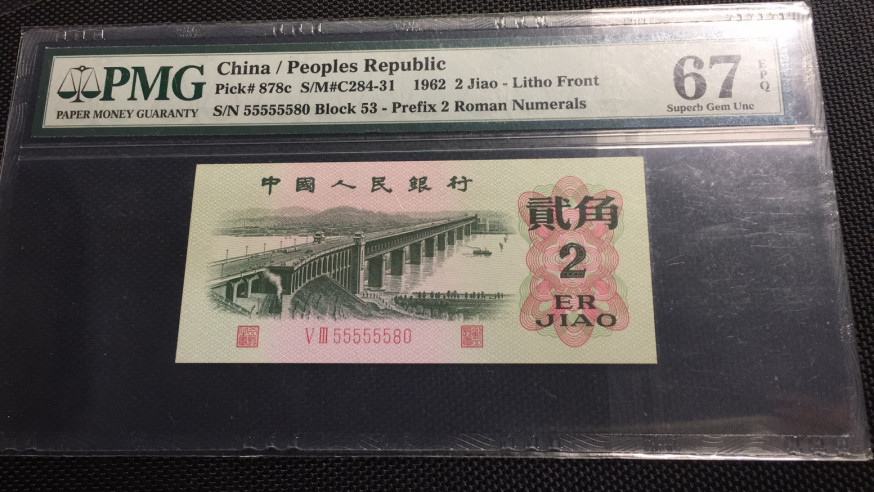 PMG
PAPER MONEY GUARANTY
China / Peoples Republic
Pick# 878c S/M#C284-31 1962 2 Jiao - Litho Front
S/N 55555580 Block 53 - Prefix 2 Roman Numerals
67
EPQ
Superb Gem Unc
中國人民銀行
貳角
2
ER
JIAO
V III 55555580